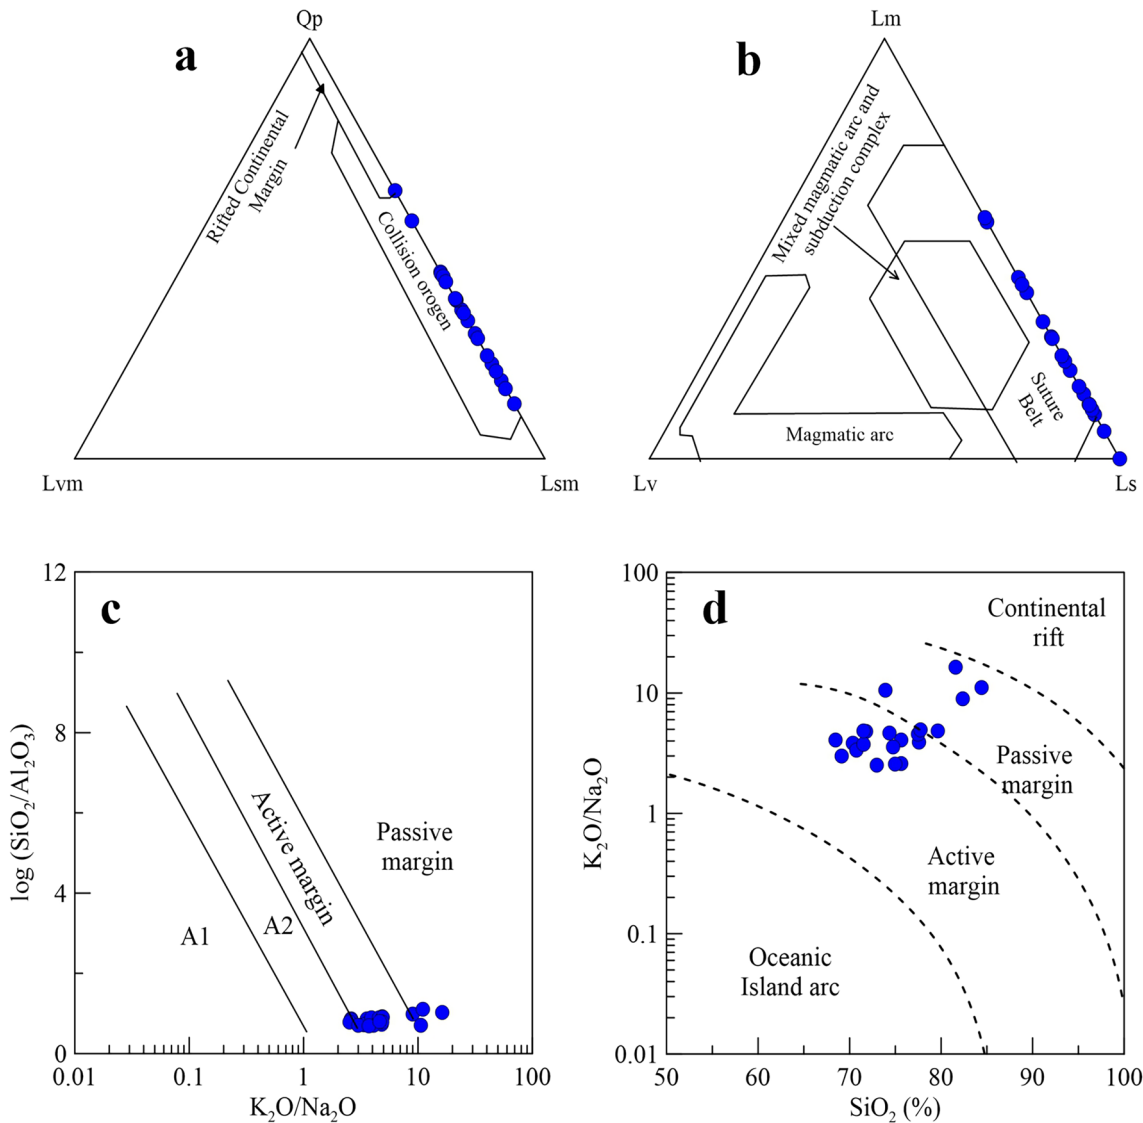 Qp
a
Rifted Continental
Margin
Collision orogen
Lvm
Lsm
Lm
b
Mixed magmatic arc and
subduction complex
Suture
Belt
Magmatic arc
Lv
Ls
12
c
8
4
0
log (SiO2/Al2O3)
Active margin
Passive
margin
A1
A2
0.01
0.1
1
10
100
K2O/Na2O
100
d
10
1
0.1
0.01
K2O/Na2O
Continental
rift
Passive
margin
Active
margin
Oceanic
Island arc
50
60
70
80
90
100
SiO2 (%)